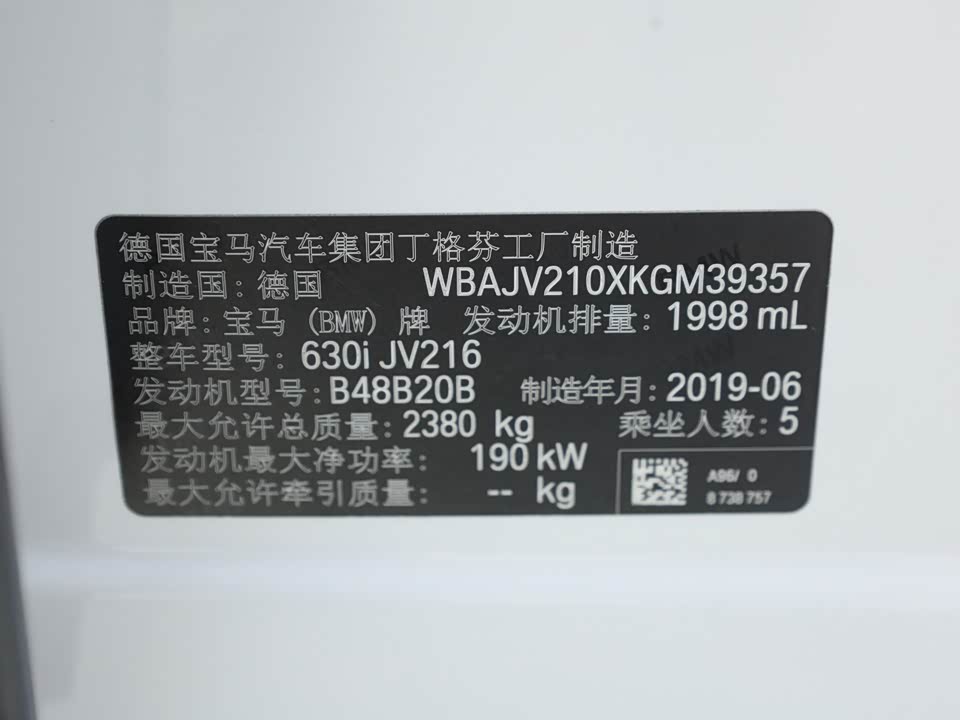 德国宝马汽车集团丁格芬工厂制造
制造国: 德国 WBAJV210XKGM39357
品牌: 宝马 (BMW) 牌 发动机排量: 1998 mL
整车型号: 630i JV216
发动机型号: B48B20B 制造年月: 2019-06
最大允许总质量: 2380 kg 乘坐人数: 5
发动机最大净功率: 190 kW
最大允许牵引质量: -- kg
A96/ 0
8 738 757